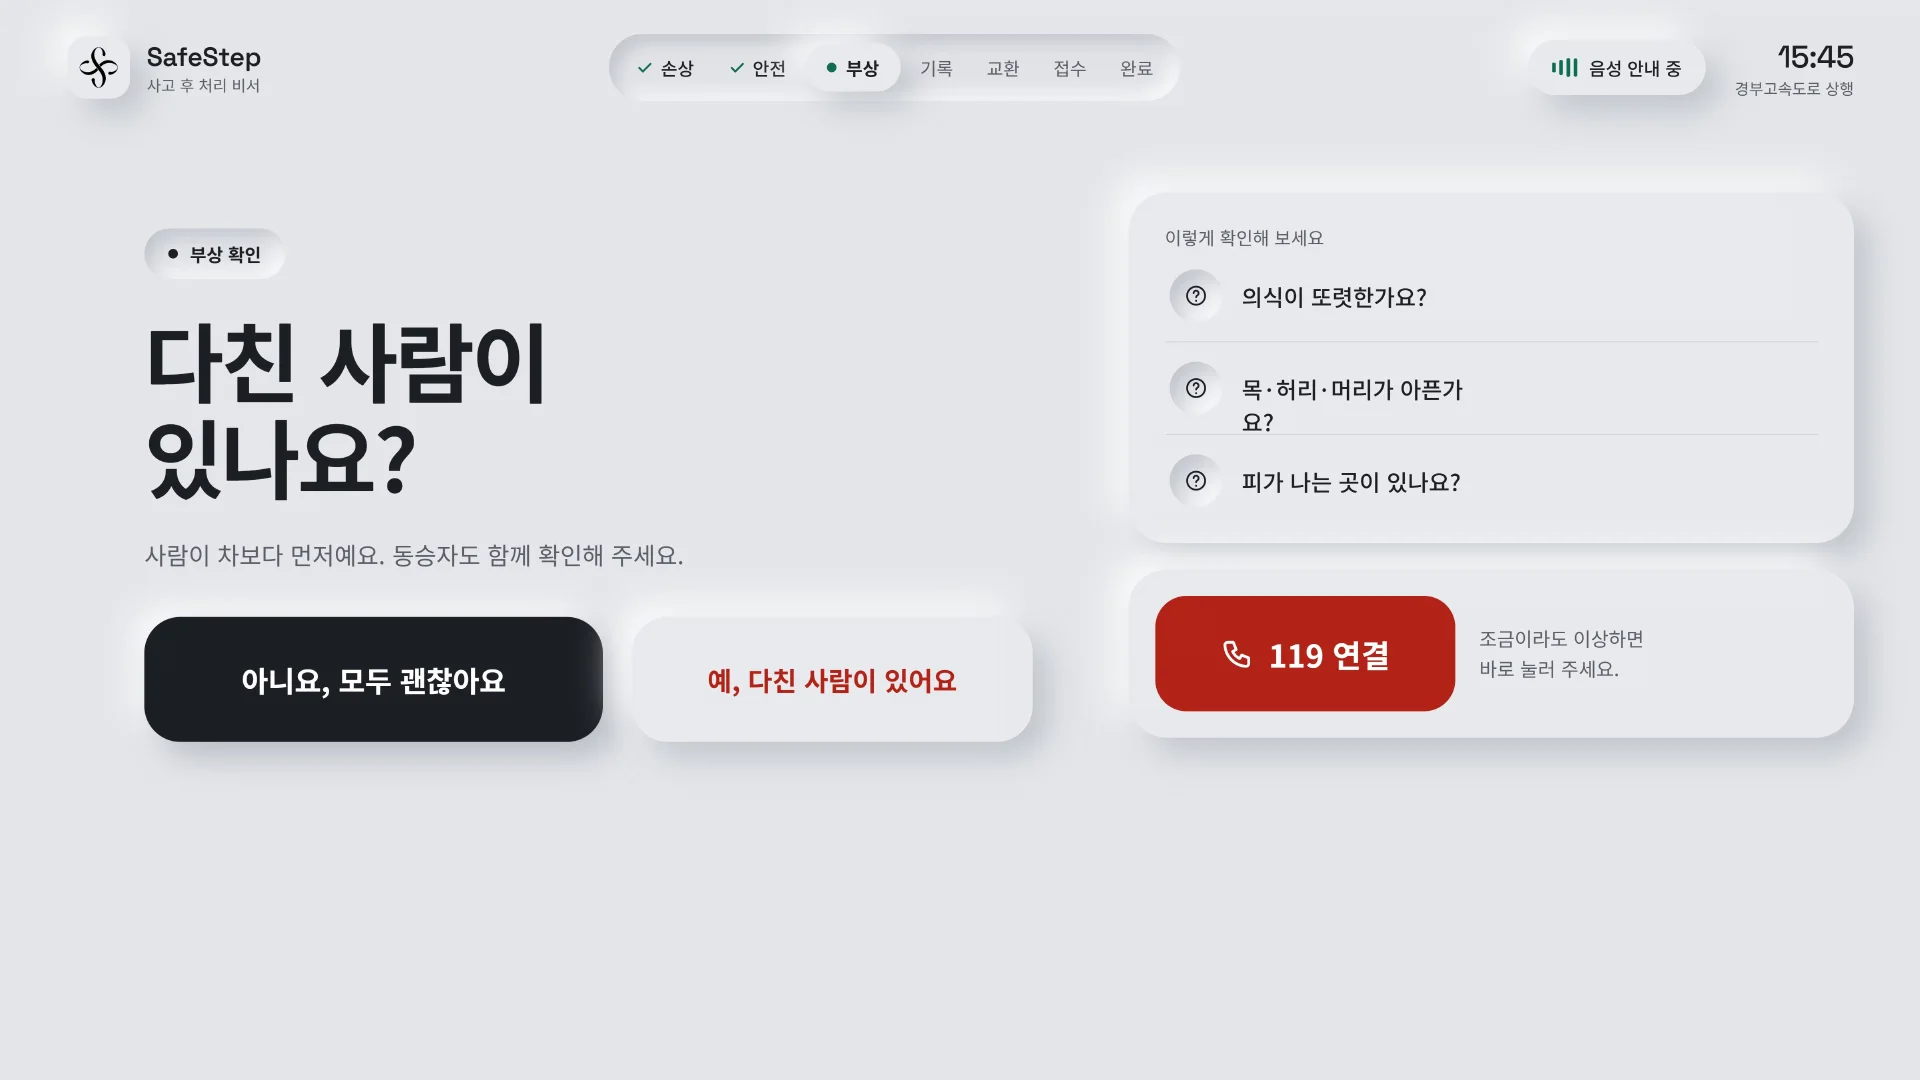 SafeStep
사고 후 처리 비서
손상
안전
부상
기록
교환
접수
완료
음성 안내 중
15:45
경부고속도로 상행
부상 확인
다친 사람이
있나요?
사람이 차보다 먼저예요. 동승자도 함께 확인해 주세요.
아니요, 모두 괜찮아요
예, 다친 사람이 있어요
이렇게 확인해 보세요
의식이 또렷한가요?
목·허리·머리가 아픈가
요?
피가 나는 곳이 있나요?
119 연결
조금이라도 이상하면
바로 눌러 주세요.